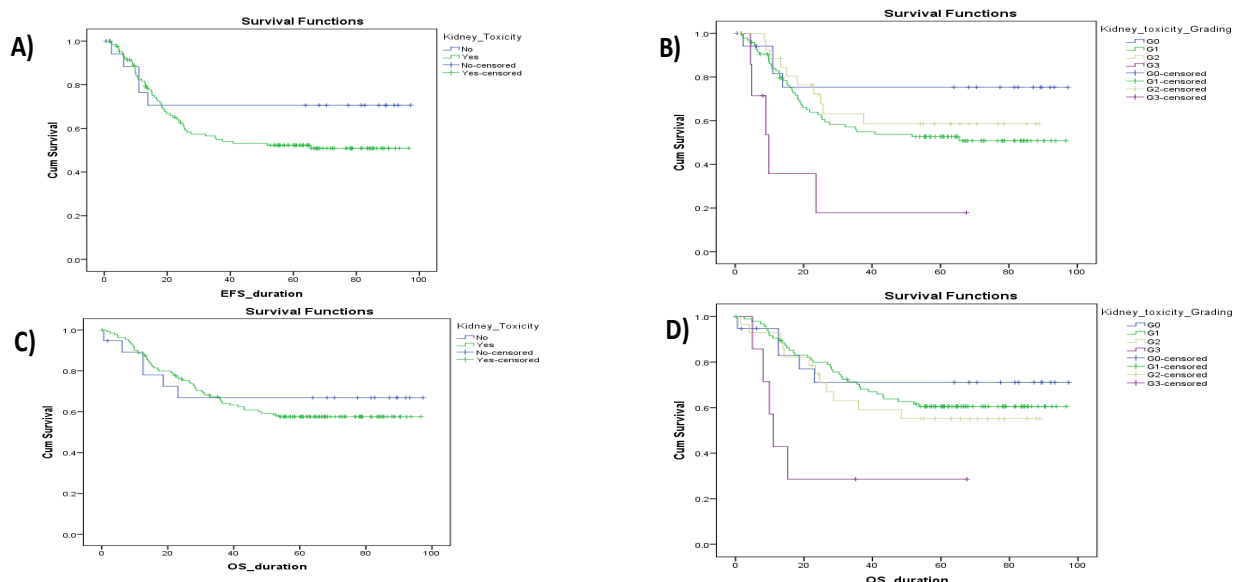 A)
Survival Functions
Cum Survival
1.0
0.8
0.6
0.4
0.2
0.0
0
20
40
60
80
100
EFS_duration
Kidney_Toxicity
No
Yes
No-censored
Yes-censored
B)
Survival Functions
Cum Survival
1.0
0.8
0.6
0.4
0.2
0.0
0
20
40
60
80
100
Kidney_toxicity_Grading
G0
G1
G2
G3
G0-censored
G1-censored
G2-censored
G3-censored
C)
Survival Functions
Cum Survival
1.0
0.8
0.6
0.4
0.2
0.0
0
20
40
60
80
100
OS_duration
Kidney_Toxicity
No
Yes
No-censored
Yes-censored
D)
Survival Functions
Cum Survival
1.0
0.8
0.6
0.4
0.2
0.0
0
20
40
60
80
100
OS_duration
Kidney_toxicity_Grading
G0
G1
G2
G3
G0-censored
G1-censored
G2-censored
G3-censored